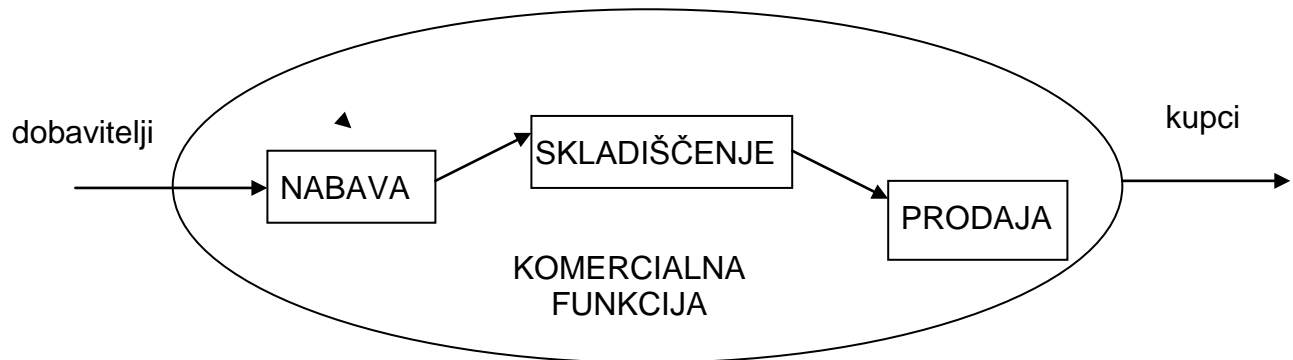 dobavitelji
kupci
NABAVA
SKLADIŠČENJE
PRODAJA
KOMERCIALNA
FUNKCIJA